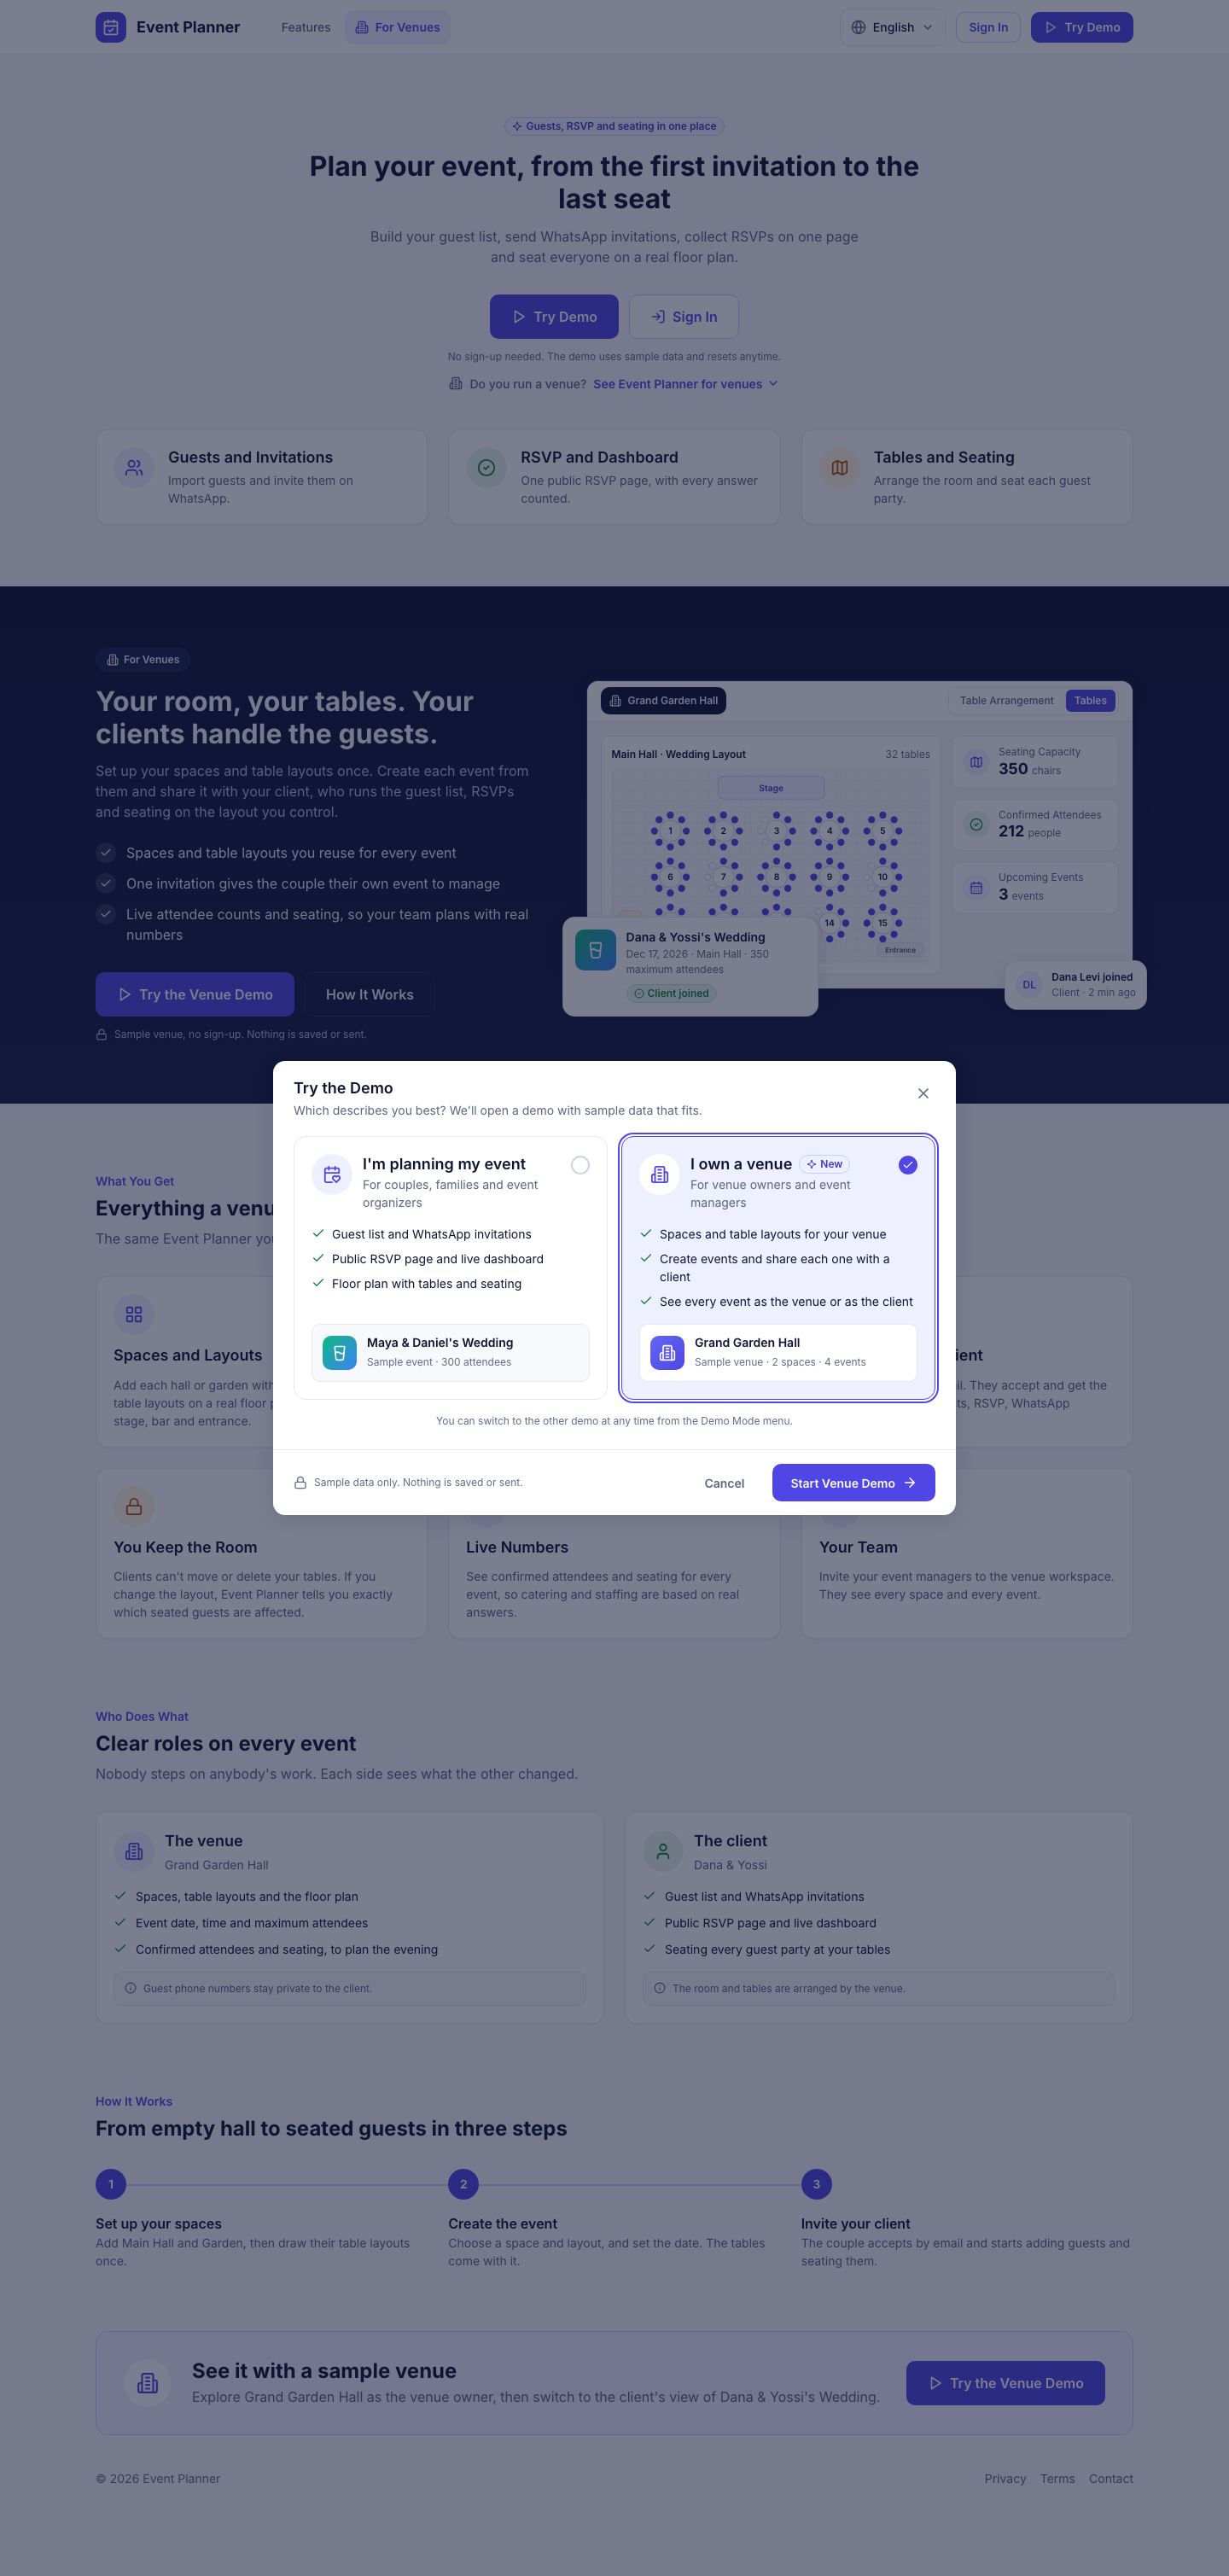 Event Planner
Features
For Venues
English
Sign In
Try Demo
Guests, RSVP and seating in one place
Plan your event, from the first invitation to the
last seat
Build your guest list, send WhatsApp invitations, collect RSVPs on one page
and seat everyone on a real floor plan.
Try Demo
Sign In
No sign-up needed. The demo uses sample data and resets anytime.
Do you run a venue? See Event Planner for venues
Guests and Invitations
Import guests and invite them on
WhatsApp.
RSVP and Dashboard
One public RSVP page, with every answer
counted.
Tables and Seating
Arrange the room and seat each guest
party.
For Venues
Your room, your tables. Your
clients handle the guests.
Set up your spaces and table layouts once. Create each event from
them and share it with your client, who runs the guest list, RSVPs
and seating on the layout you control.
Spaces and table layouts you reuse for every event
One invitation gives the couple their own event to manage
Live attendee counts and seating, so your team plans with real
numbers
Try the Venue Demo
How It Works
Sample venue, no sign-up. Nothing is saved or sent.
Grand Garden Hall
Table Arrangement
Tables
Main Hall · Wedding Layout
32 tables
Stage
1 2 3 4 5
6 7 8 9 10
14 15
Entrance
Seating Capacity
350 chairs
Confirmed Attendees
212 people
Upcoming Events
3 events
Dana & Yossi's Wedding
Dec 17, 2026 · Main Hall · 350
maximum attendees
Client joined
DL
Dana Levi joined
Client · 2 min ago
Try the Demo
Which describes you best? We'll open a demo with sample data that fits.
I'm planning my event
For couples, families and event
organizers
Guest list and WhatsApp invitations
Public RSVP page and live dashboard
Floor plan with tables and seating
Maya & Daniel's Wedding
Sample event · 300 attendees
I own a venue
New
For venue owners and event
managers
Spaces and table layouts for your venue
Create events and share each one with a
client
See every event as the venue or as the client
Grand Garden Hall
Sample venue · 2 spaces · 4 events
You can switch to the other demo at any time from the Demo Mode menu.
Sample data only. Nothing is saved or sent.
Cancel
Start Venue Demo
What You Get
Everything a venu
The same Event Planner you
Spaces and Layouts
Add each hall or garden with
table layouts on a real floor p
stage, bar and entrance.
ient
il. They accept and get the
ts, RSVP, WhatsApp
You Keep the Room
Clients can't move or delete your tables. If you
change the layout, Event Planner tells you exactly
which seated guests are affected.
Live Numbers
See confirmed attendees and seating for every
event, so catering and staffing are based on real
answers.
Your Team
Invite your event managers to the venue workspace.
They see every space and every event.
Who Does What
Clear roles on every event
Nobody steps on anybody's work. Each side sees what the other changed.
The venue
Grand Garden Hall
Spaces, table layouts and the floor plan
Event date, time and maximum attendees
Confirmed attendees and seating, to plan the evening
Guest phone numbers stay private to the client.
The client
Dana & Yossi
Guest list and WhatsApp invitations
Public RSVP page and live dashboard
Seating every guest party at your tables
The room and tables are arranged by the venue.
How It Works
From empty hall to seated guests in three steps
1
Set up your spaces
Add Main Hall and Garden, then draw their table layouts
once.
2
Create the event
Choose a space and layout, and set the date. The tables
come with it.
3
Invite your client
The couple accepts by email and starts adding guests and
seating them.
See it with a sample venue
Explore Grand Garden Hall as the venue owner, then switch to the client's view of Dana & Yossi's Wedding.
Try the Venue Demo
© 2026 Event Planner
Privacy
Terms
Contact